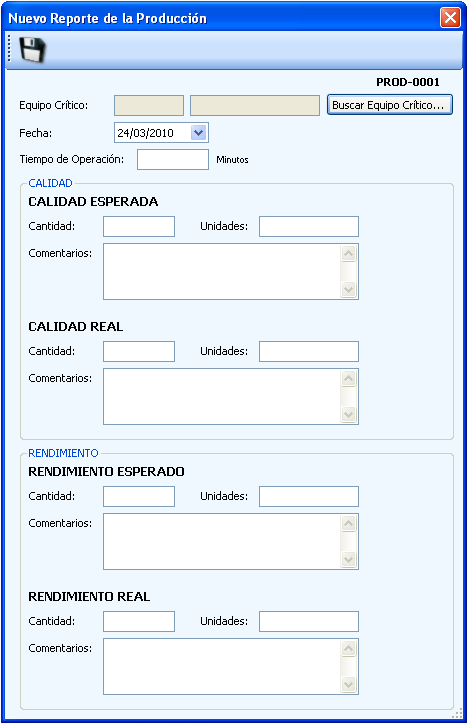 Nuevo Reporte de la Producción
PROD-0001
Equipo Crítico: Buscar Equipo Crítico...
Fecha: 24/03/2010
Tiempo de Operación: Minutos
CALIDAD
CALIDAD ESPERADA
Cantidad: Unidades:
Comentarios:
CALIDAD REAL
Cantidad: Unidades:
Comentarios:
RENDIMIENTO
RENDIMIENTO ESPERADO
Cantidad: Unidades:
Comentarios:
RENDIMIENTO REAL
Cantidad: Unidades:
Comentarios: